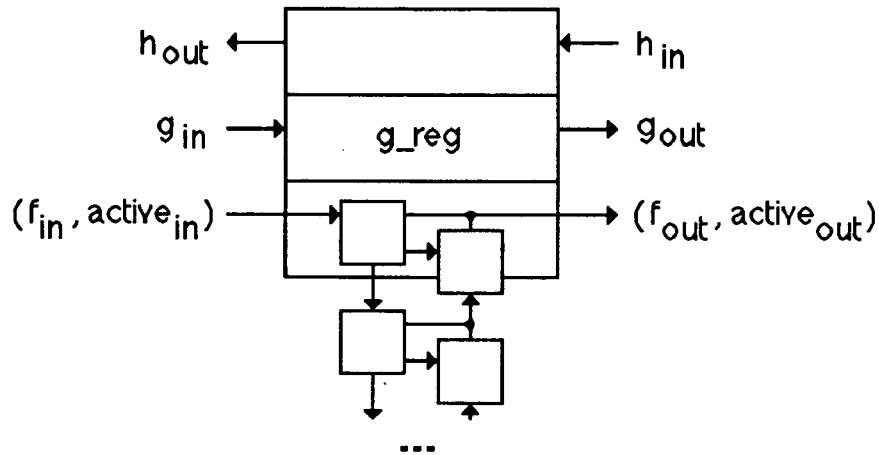 h_out h_in
g_in g_reg g_out
(f_in, active_in) (f_out, active_out)
...